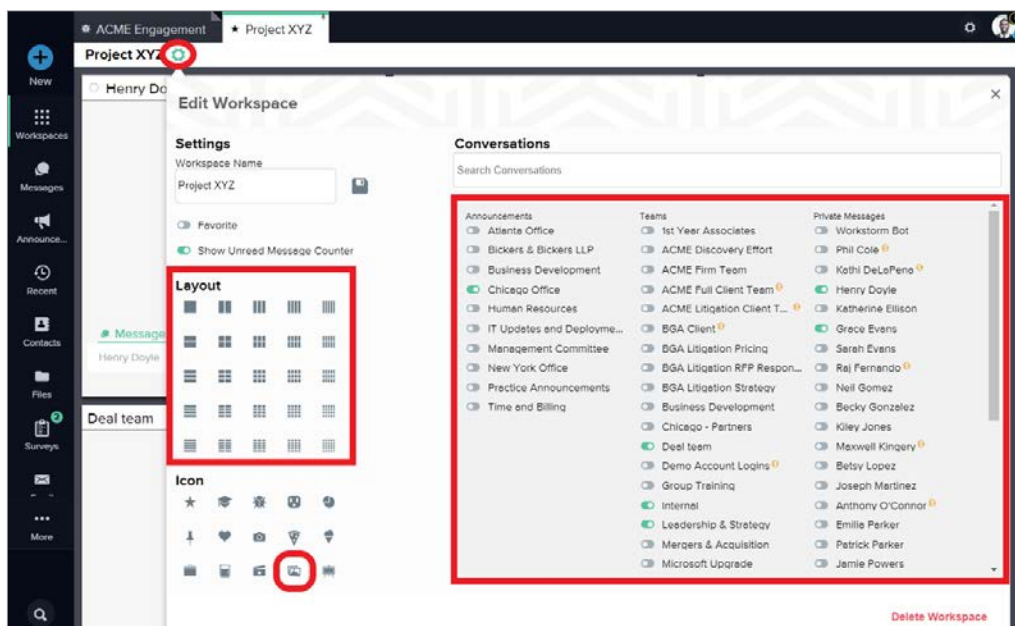 ACME Engagement
Project XYZ
Project XYZ
New
Workspaces
Messages
Announce...
Recent
Contacts
Files
Surveys
2
More
Henry Do
Message
Henry Doyle
Deal team
Edit Workspace
Settings
Workspace Name
Project XYZ
Favorite
Show Unread Message Counter
Layout
Icon
Conversations
Search Conversations
Announcements
Atlanta Office
Bickers & Bickers LLP
Business Development
Chicago Office
Human Resources
IT Updates and Deployme...
Management Committee
New York Office
Practice Announcements
Time and Billing
Teams
1st Year Associates
ACME Discovery Effort
ACME Firm Team
ACME Full Client Team
ACME Litigation Client T...
BGA Client
BGA Litigation Pricing
BGA Litigation RFP Respon...
BGA Litigation Strategy
Business Development
Chicago - Partners
Deal team
Demo Account Logins
Group Training
Internal
Leadership & Strategy
Mergers & Acquisition
Microsoft Upgrade
Private Messages
Workstorm Bot
Phil Cole
Kathi DeLaPena
Henry Doyle
Katherine Ellison
Grace Evans
Sarah Evans
Raj Fernando
Neil Gomez
Becky Gonzalez
Kiley Jones
Maxwell Kingery
Betsy Lopez
Joseph Martinez
Anthony O'Connor
Emilia Parker
Patrick Parker
Jamie Powers
Delete Workspace